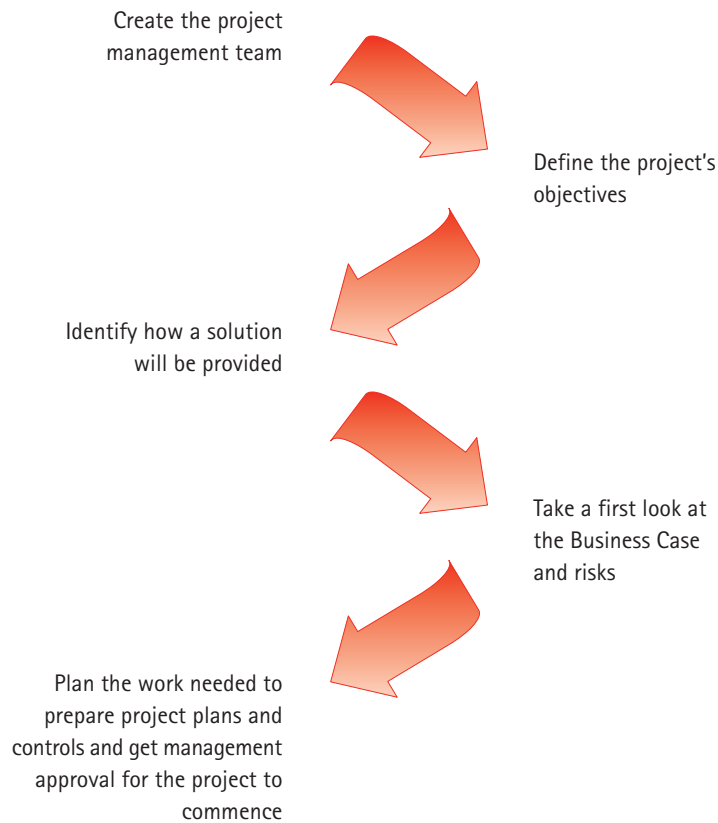 Create the project
management team
Define the project's
objectives
Identify how a solution
will be provided
Take a first look at
the Business Case
and risks
Plan the work needed to
prepare project plans and
controls and get management
approval for the project to
commence